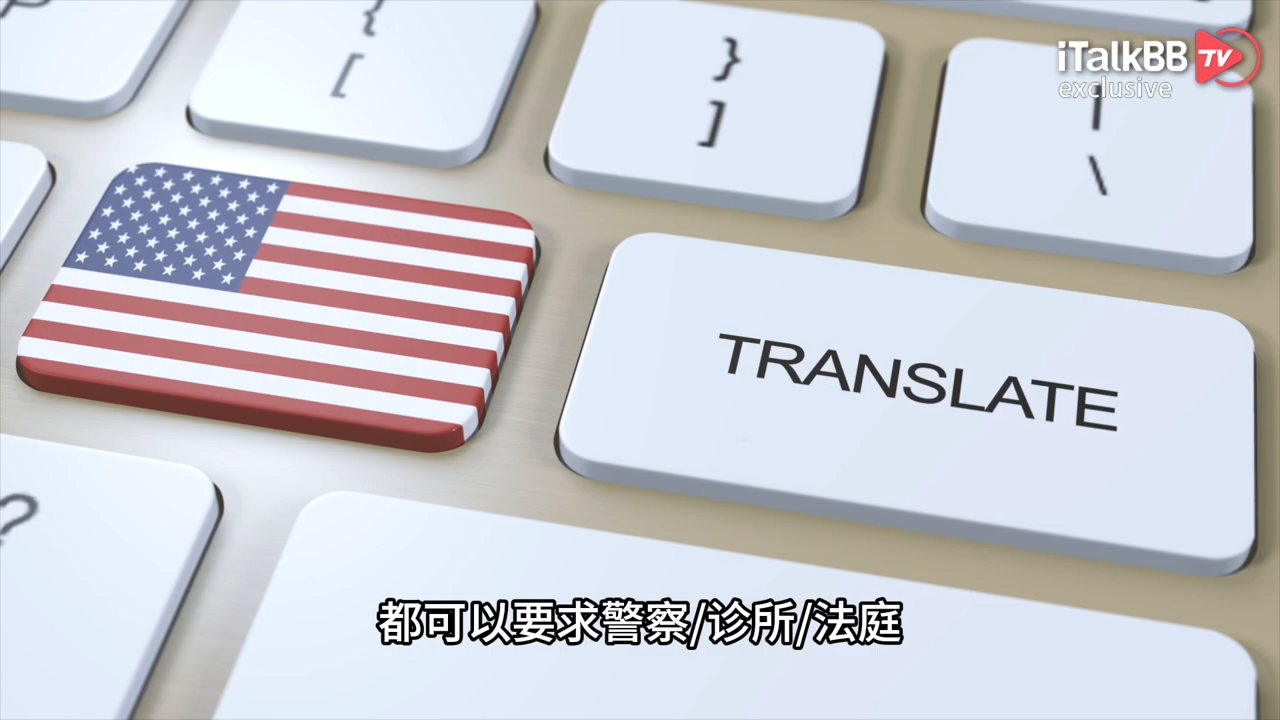 iTalkBB TV
exclusive
{
[
}
]
|
\
TRANSLATE
?
都可以要求警察/诊所/法庭